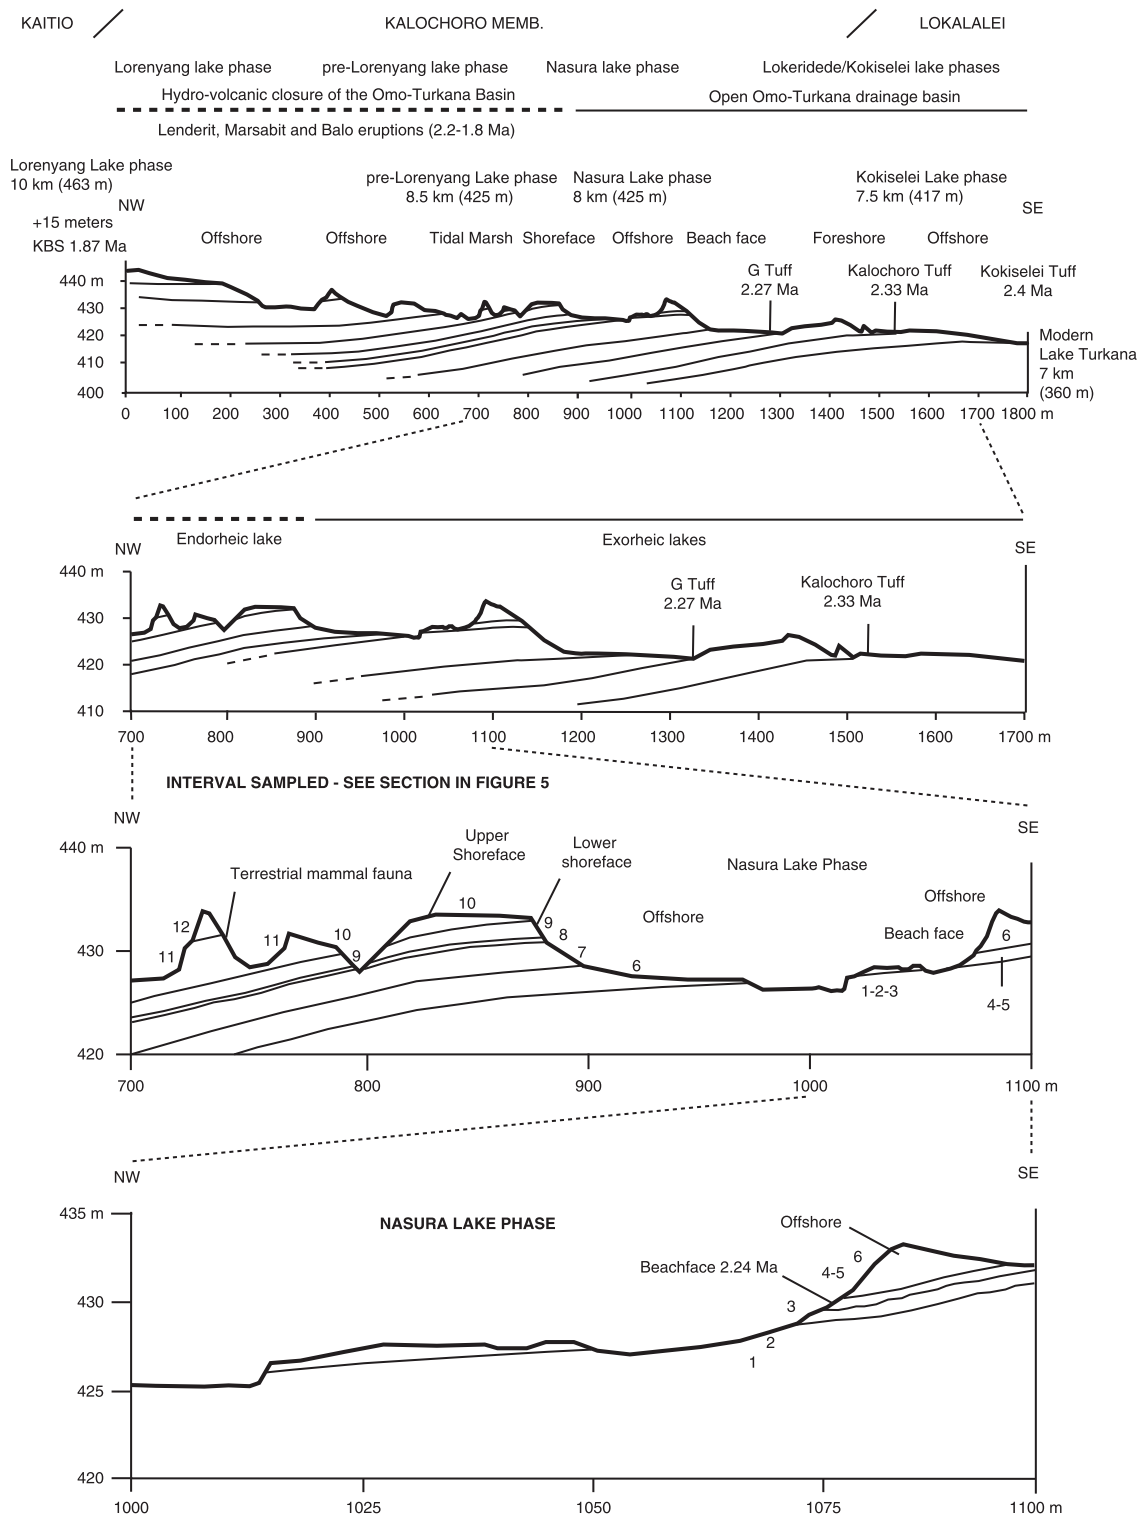 KAITIO
KALOCHORO MEMB.
LOKALALEI
Lorenyang lake phase
pre-Lorenyang lake phase
Nasura lake phase
Lokeridede/Kokiselei lake phases
Hydro-volcanic closure of the Omo-Turkana Basin
Open Omo-Turkana drainage basin
Lenderit, Marsabit and Balo eruptions (2.2-1.8 Ma)
Lorenyang Lake phase
10 km (463 m)
pre-Lorenyang Lake phase
8.5 km (425 m)
Nasura Lake phase
8 km (425 m)
Kokiselei Lake phase
7.5 km (417 m)
NW
SE
+15 meters
KBS 1.87 Ma
Offshore
Offshore
Tidal Marsh
Shoreface
Offshore
Beach face
Foreshore
Offshore
G Tuff
2.27 Ma
Kalochoro Tuff
2.33 Ma
Kokiselei Tuff
2.4 Ma
440 m
430
420
410
400
Modern
Lake Turkana
7 km
(360 m)
0 100 200 300 400 500 600 700 800 900 1000 1100 1200 1300 1400 1500 1600 1700 1800 m
Endorheic lake
Exorheic lakes
NW
SE
440 m
430
420
410
G Tuff
2.27 Ma
Kalochoro Tuff
2.33 Ma
700 800 900 1000 1100 1200 1300 1400 1500 1600 1700 m
INTERVAL SAMPLED - SEE SECTION IN FIGURE 5
NW
SE
440 m
430
420
Terrestrial mammal fauna
Upper
Shoreface
Lower
shoreface
Nasura Lake Phase
Offshore
Offshore
Beach face
11
12
11
10
9
10
9
8
7
6
1-2-3
6
4-5
700 800 900 1000 1100 m
NW
SE
435 m
430
425
420
NASURA LAKE PHASE
Offshore
Beachface 2.24 Ma
6
4-5
3
2
1
1000 1025 1050 1075 1100 m